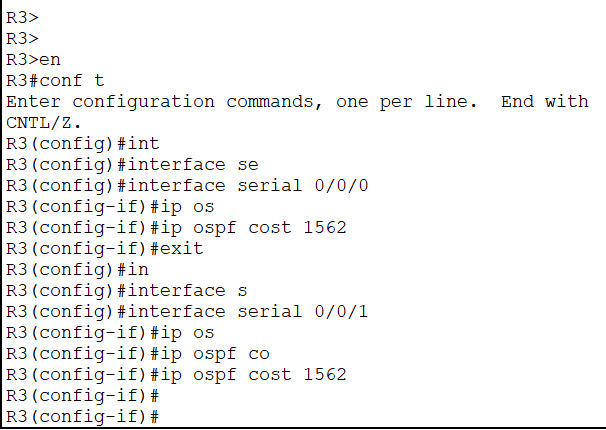 R3>
R3>
R3>en
R3#conf t
Enter configuration commands, one per line.  End with
CNTL/Z.
R3(config)#int
R3(config)#interface se
R3(config)#interface serial 0/0/0
R3(config-if)#ip os
R3(config-if)#ip ospf cost 1562
R3(config-if)#exit
R3(config)#in
R3(config)#interface s
R3(config)#interface serial 0/0/1
R3(config-if)#ip os
R3(config-if)#ip ospf co
R3(config-if)#ip ospf cost 1562
R3(config-if)#
R3(config-if)#